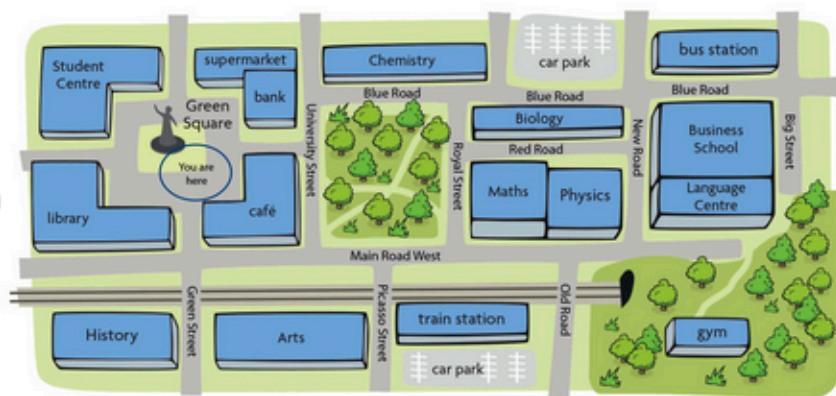 Student
Centre
supermarket
bank
Green
Square
You are
here
library
café
University Street
Chemistry
Blue Road
car park
Blue Road
Biology
Red Road
Royal Street
Maths
Physics
New Road
bus station
Blue Road
Business
School
Language
Centre
Big Street
Main Road West
Green Street
Picasso Street
Old Road
History
Arts
train station
car park
gym